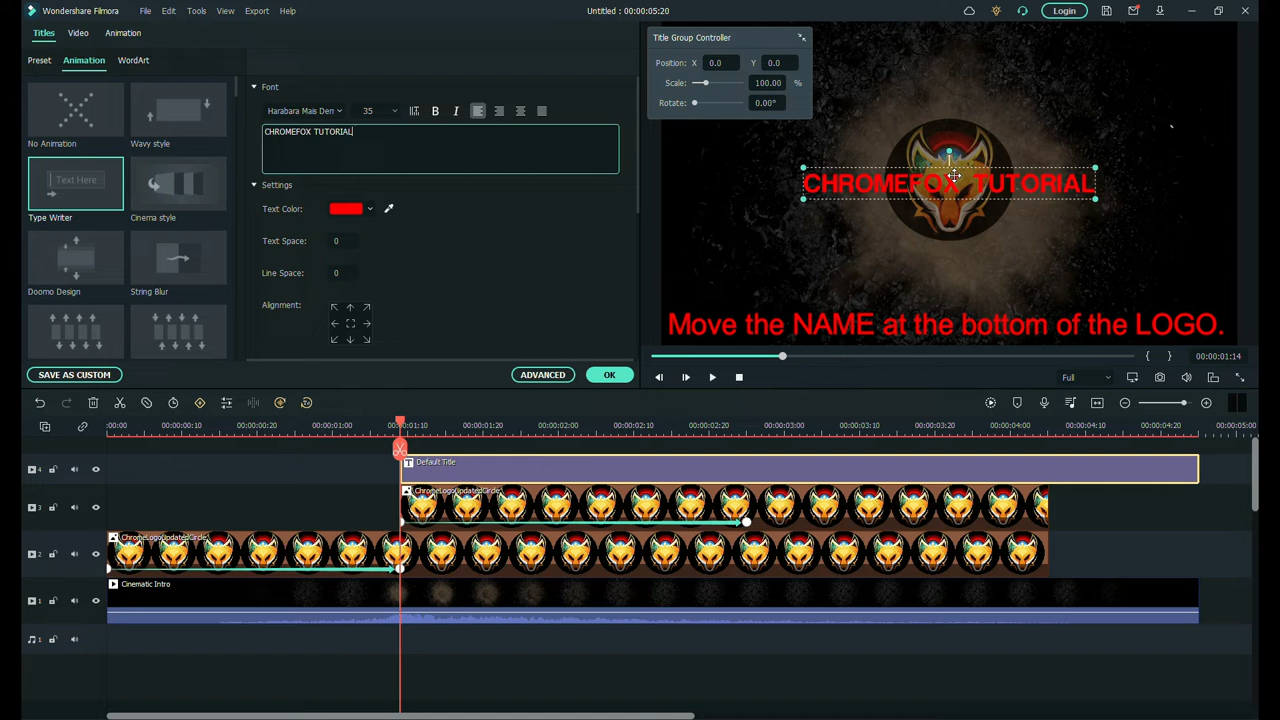 Wondershare Filmora
File
Edit
Tools
View
Export
Help
Untitled : 00:00:05:20
Login
Titles
Video
Animation
Preset
Animation
WordArt
No Animation
Wavy style
Text Here
Type Writer
Cinema style
Doomo Design
String Blur
SAVE AS CUSTOM
Font
Harabara Mais Den
35
B
I
CHROMEFOX TUTORIAL
Settings
Text Color:
Text Space:
0
Line Space:
0
Alignment:
ADVANCED
OK
Title Group Controller
Position: X 0.0 Y 0.0
Scale: 100.00 %
Rotate: 0.00°
CHROMEFOX TUTORIAL
Move the NAME at the bottom of the LOGO.
{ }
00:00:01:14
Full
:00:00
00:00:00:10
00:00:00:20
00:00:01:00
00:00:01:10
00:00:01:20
00:00:02:00
00:00:02:10
00:00:02:20
00:00:03:00
00:00:03:10
00:00:03:20
00:00:04:00
00:00:04:10
00:00:04:20
00:00:05:00
4
T Default Title
3
ChromeLogoUpdatedCircle
2
ChromeLogoUpdatedCircle
1
Cinematic Intro
1